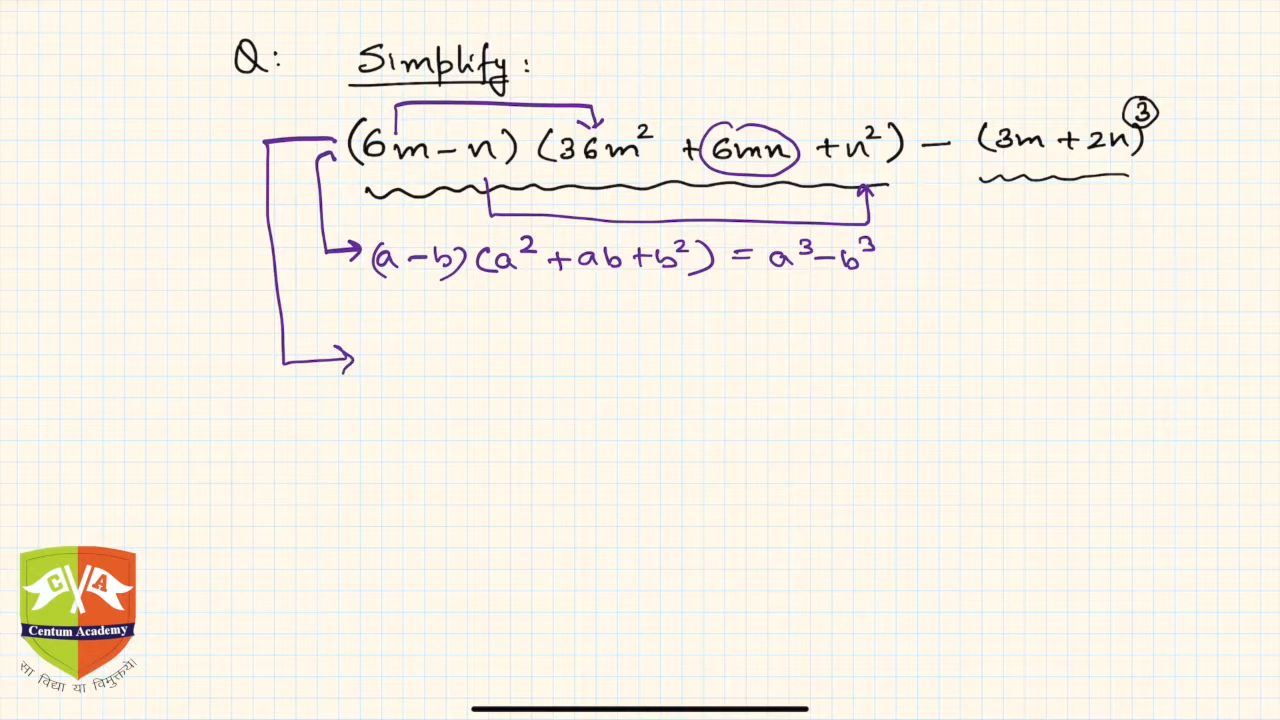 Q: Simplify:
(6m - n) (36m² + 6mn + n²) - (3m + 2n)³
(a - b) (a² + ab + b²) = a³ - b³
C A
Centum Academy
सा विद्या या विमुक्तये।